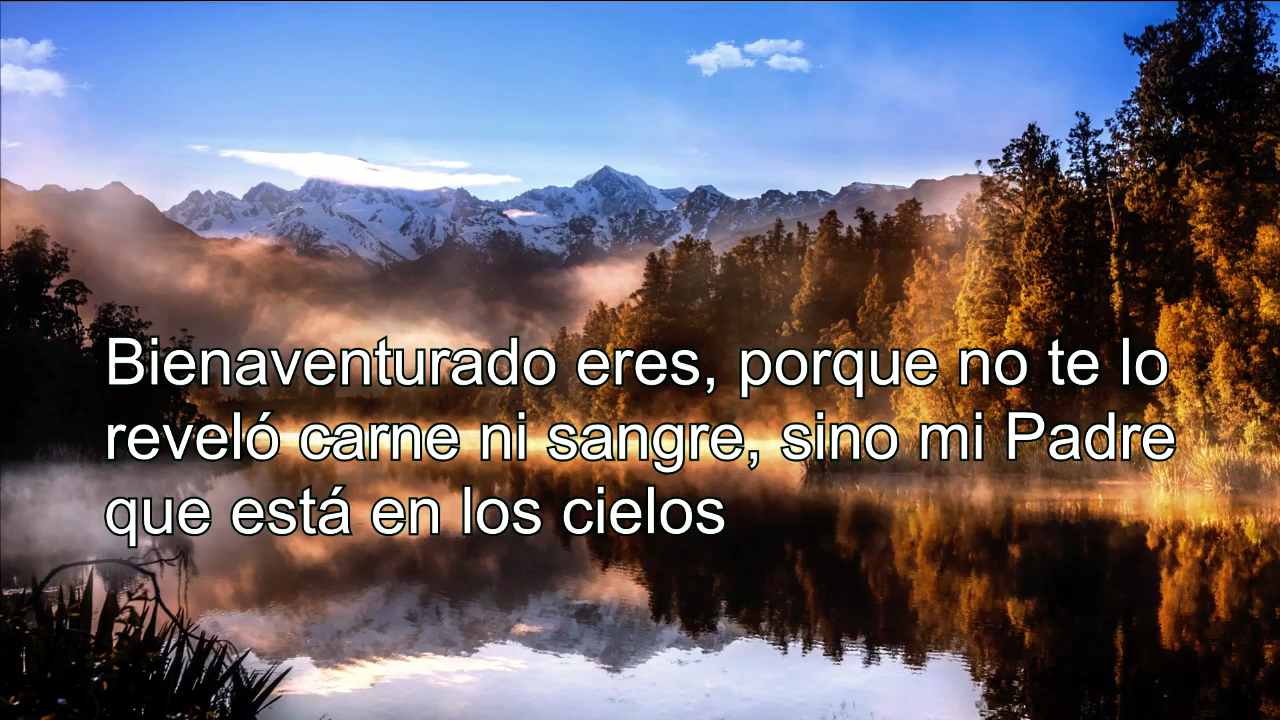 Bienaventurado eres, porque no te lo
reveló carne ni sangre, sino mi Padre
que está en los cielos